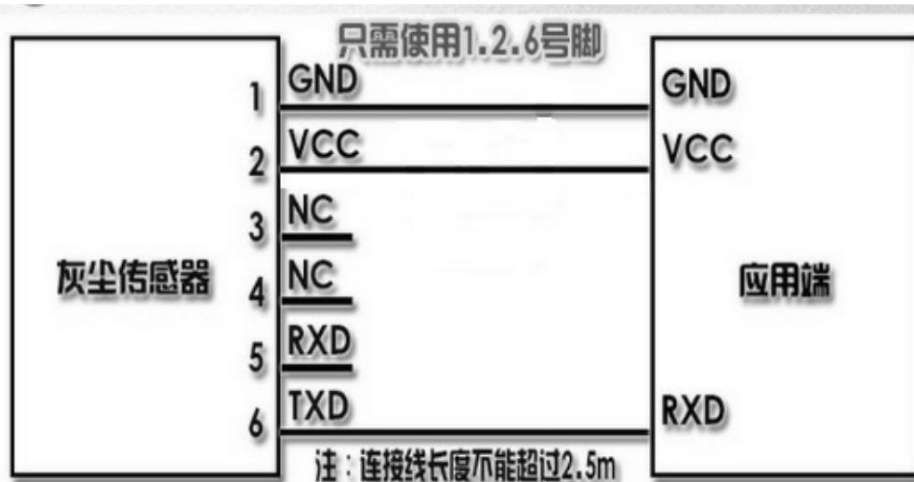 只需使用1.2.6号脚
1 GND GND
2 VCC VCC
3 NC
4 NC
灰尘传感器 应用端
5 RXD
6 TXD RXD
注：连接线长度不能超过2.5m